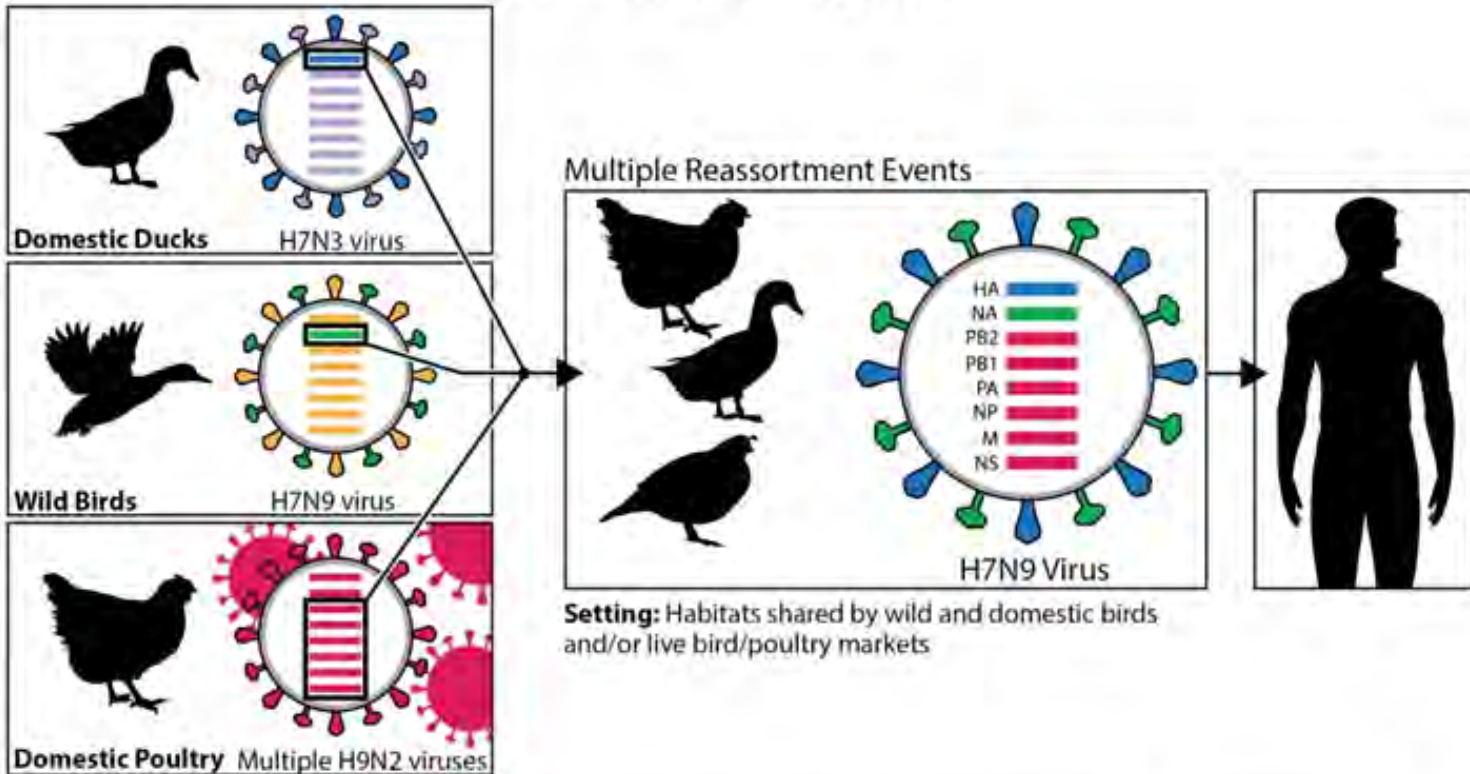 Domestic Ducks
H7N3 virus
Wild Birds
H7N9 virus
Domestic Poultry
Multiple H9N2 viruses
Multiple Reassortment Events
HA
NA
PB2
PB1
PA
NP
M
NS
H7N9 Virus
Setting: Habitats shared by wild and domestic birds
and/or live bird/poultry markets